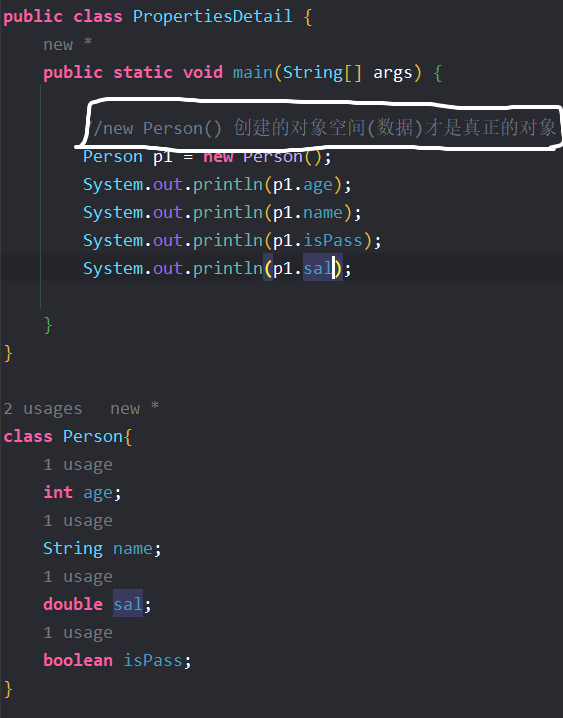 public class PropertiesDetail {
new *
public static void main(String[] args) {
/new Person() 创建的对象空间(数据)才是真正的对象
Person p1 = new Person();
System.out.println(p1.age);
System.out.println(p1.name);
System.out.println(p1.isPass);
System.out.println(p1.sal);
}
}
2 usages new *
class Person{
1 usage
int age;
1 usage
String name;
1 usage
double sal;
1 usage
boolean isPass;
}